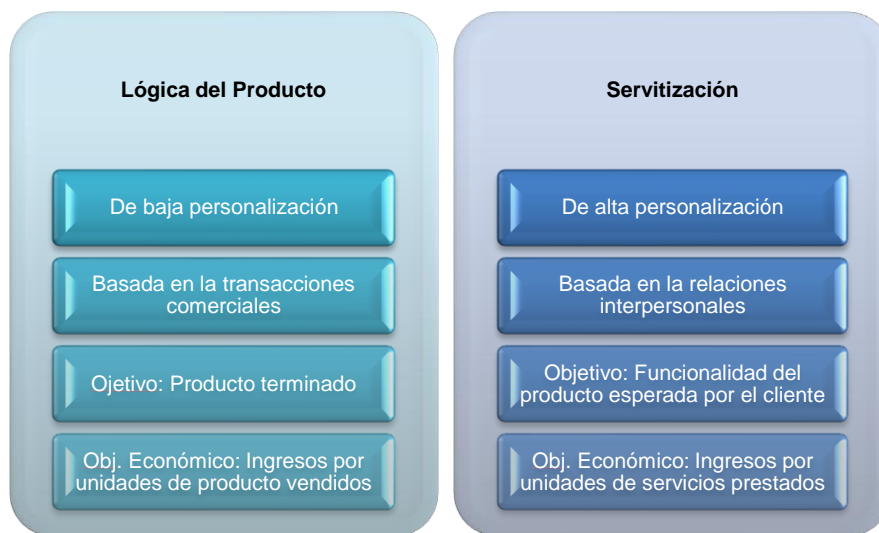 Lógica del Producto
De baja personalización
Basada en la transacciones
comerciales
Ojetivo: Producto terminado
Obj. Económico: Ingresos por
unidades de producto vendidos
Servitización
De alta personalización
Basada en la relaciones
interpersonales
Objetivo: Funcionalidad del
producto esperada por el cliente
Obj. Económico: Ingresos por
unidades de servicios prestados